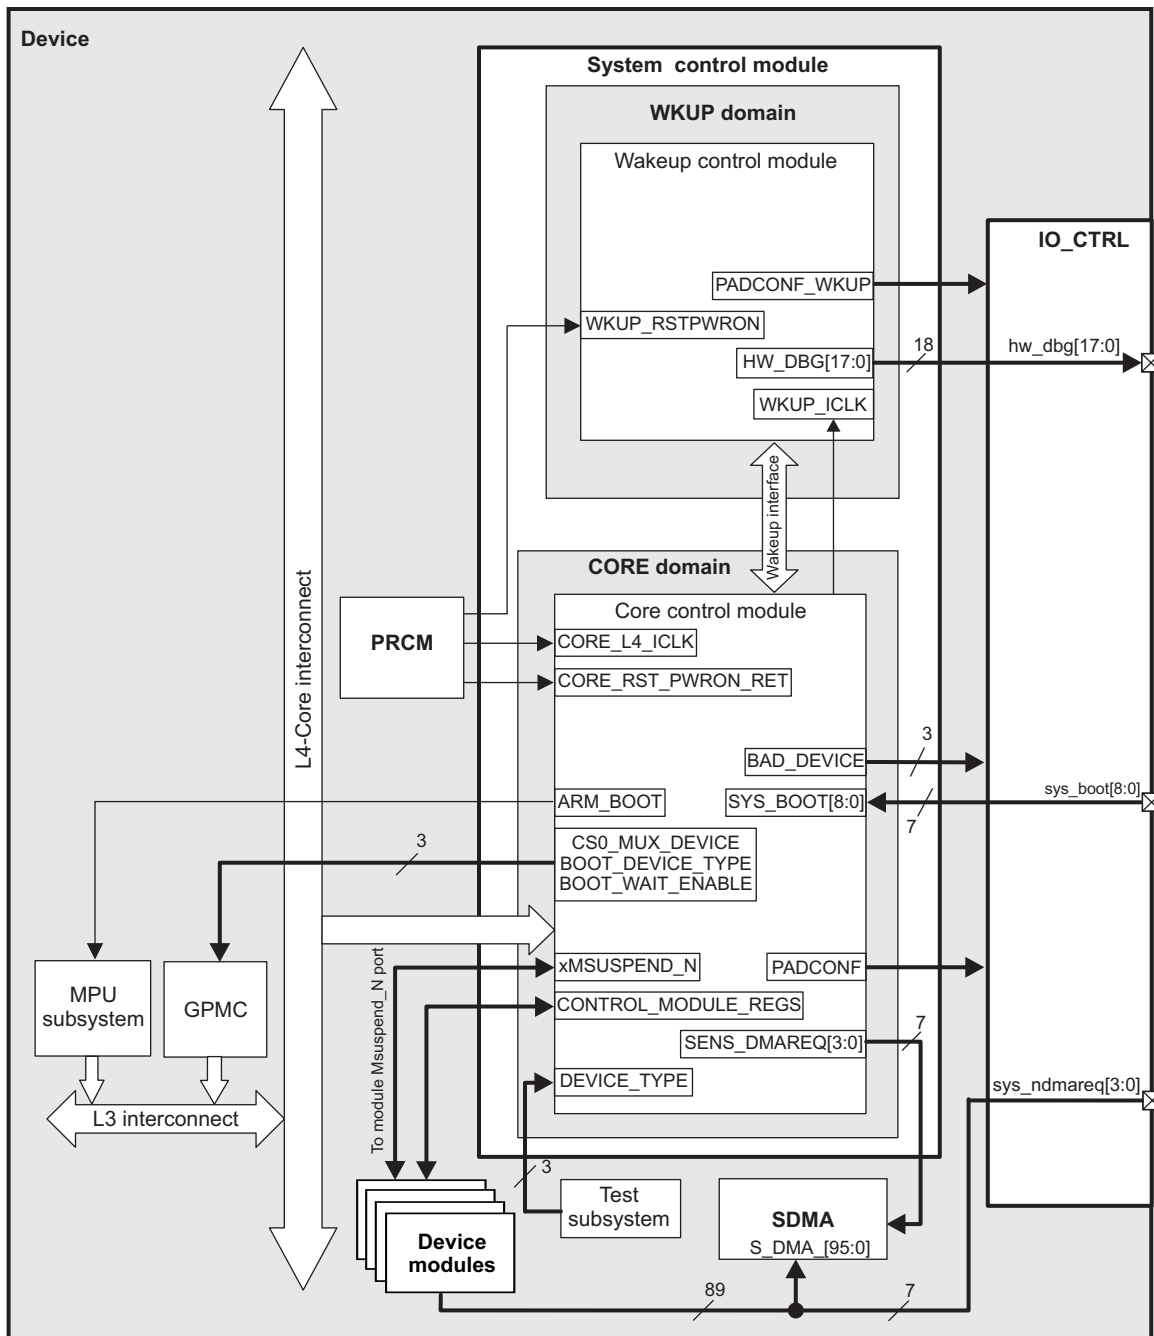 Device
System control module
WKUP domain
Wakeup control module
IO_CTRL
PADCONF_WKUP
WKUP_RSTPWRON
18
hw_dbg[17:0]
HW_DBG[17:0]
WKUP_ICLK
Wakeup interface
CORE domain
L4-Core interconnect
Core control module
PRCM
CORE_L4_ICLK
CORE_RST_PWRON_RET
3
BAD_DEVICE
sys_boot[8:0]
ARM_BOOT
SYS_BOOT[8:0]
7
3
CS0_MUX_DEVICE
BOOT_DEVICE_TYPE
BOOT_WAIT_ENABLE
To module Msuspend_N port
xMSUSPEND_N
PADCONF
MPU
subsystem
GPMC
CONTROL_MODULE_REGS
7
SENS_DMAREQ[3:0]
DEVICE_TYPE
sys_ndmareq[3:0]
L3 interconnect
3
Test
subsystem
SDMA
S_DMA_[95:0]
Device
modules
89
7